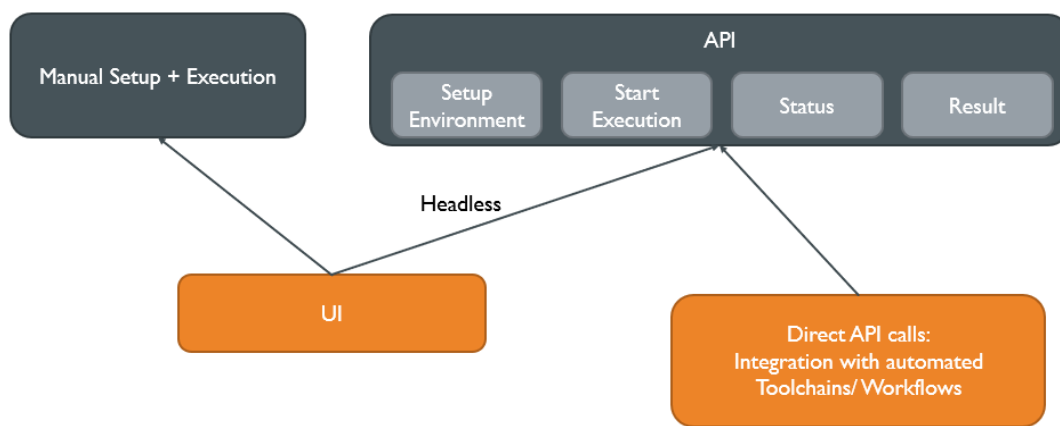 Manual Setup + Execution
API
Setup
Environment
Start
Execution
Status
Result
Headless
UI
Direct API calls:
Integration with automated
Toolchains/ Workflows